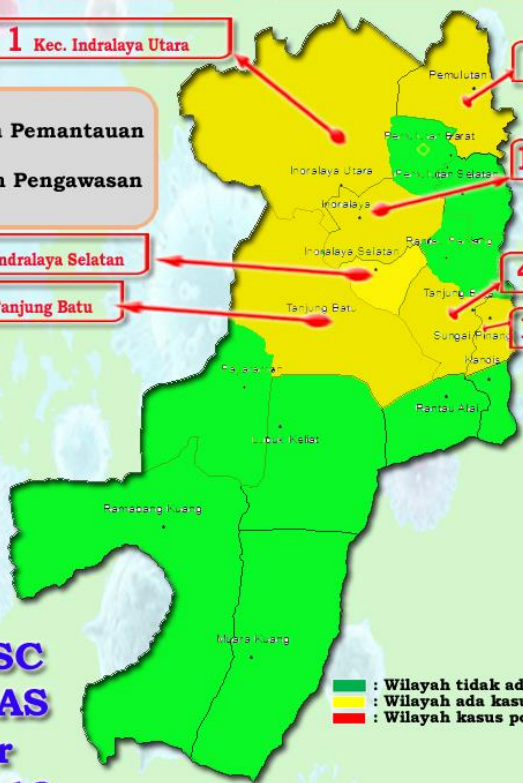 1 Kec. Indralaya Utara
Pemulutan
Pemantauan
Pemulutan Barat
Pengawasan
Indralaya Utara
Pemulutan Selatan
Indralaya
ndralaya Selatan
Indralaya Selatan
anjung Batu
Tanjung Batu
Tanjung
Sungai Pinang
Kandis
Rantau Alai
Lubuk Keliat
Rambang Kuang
Muara Kuang
SC
AS
r
: Wilayah tidak ad
: Wilayah ada kasu
: Wilayah kasus po